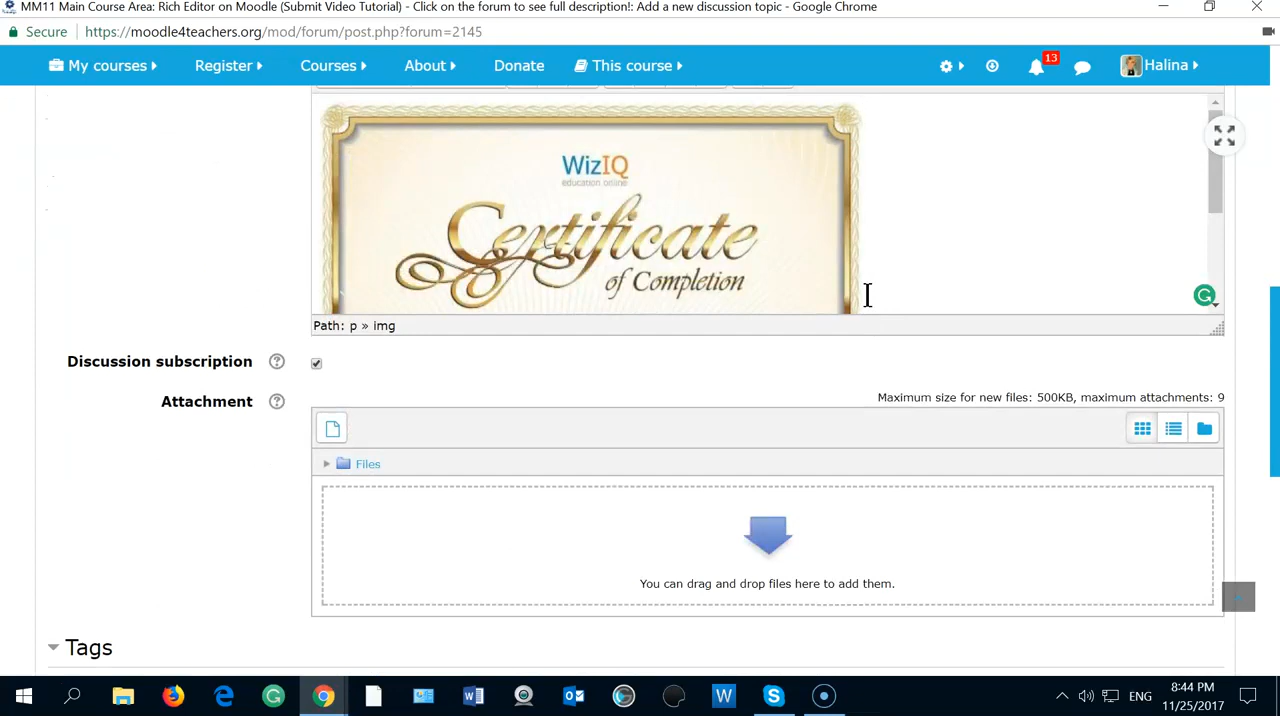 MM11 Main Course Area: Rich Editor on Moodle (Submit Video Tutorial) - Click on the forum to see full description!: Add a new discussion topic - Google Chrome
Secure https://moodle4teachers.org/mod/forum/post.php?forum=2145
My courses Register Courses About Donate This course 13 Halina
WizIQ
education online
Certificate
of Completion
Path: p » img
Discussion subscription
Attachment Maximum size for new files: 500KB, maximum attachments: 9
Files
You can drag and drop files here to add them.
Tags
ENG 8:44 PM
11/25/2017